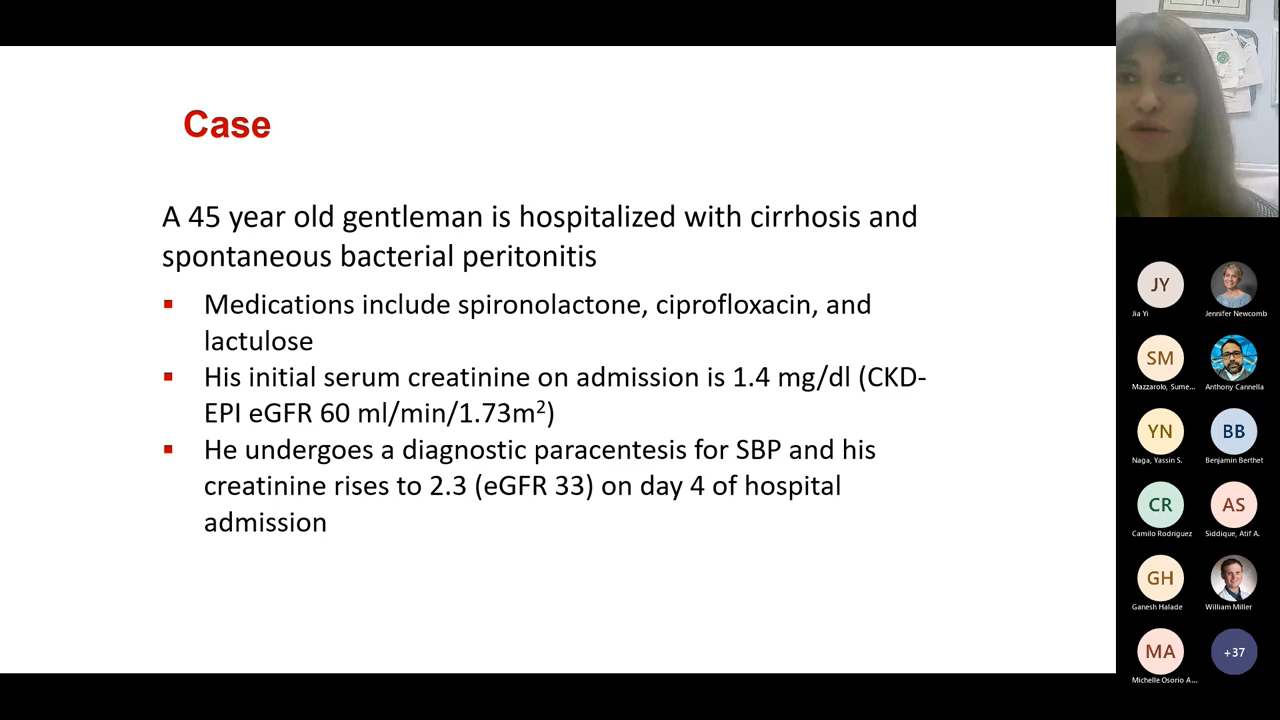 Case
A 45 year old gentleman is hospitalized with cirrhosis and
spontaneous bacterial peritonitis
▪ Medications include spironolactone, ciprofloxacin, and
lactulose
▪ His initial serum creatinine on admission is 1.4 mg/dl (CKD-
EPI eGFR 60 ml/min/1.73m²)
▪ He undergoes a diagnostic paracentesis for SBP and his
creatinine rises to 2.3 (eGFR 33) on day 4 of hospital
admission
JY
Jia Yi
Jennifer Newcomb
SM
Mazzarolo, Sume...
Anthony Cannella
YN
Naga, Yassin S.
BB
Benjamin Berthet
CR
Camilo Rodriguez
AS
Siddique, Atif A.
GH
Ganesh Halade
William Miller
MA
Michelle Osorio A...
+37